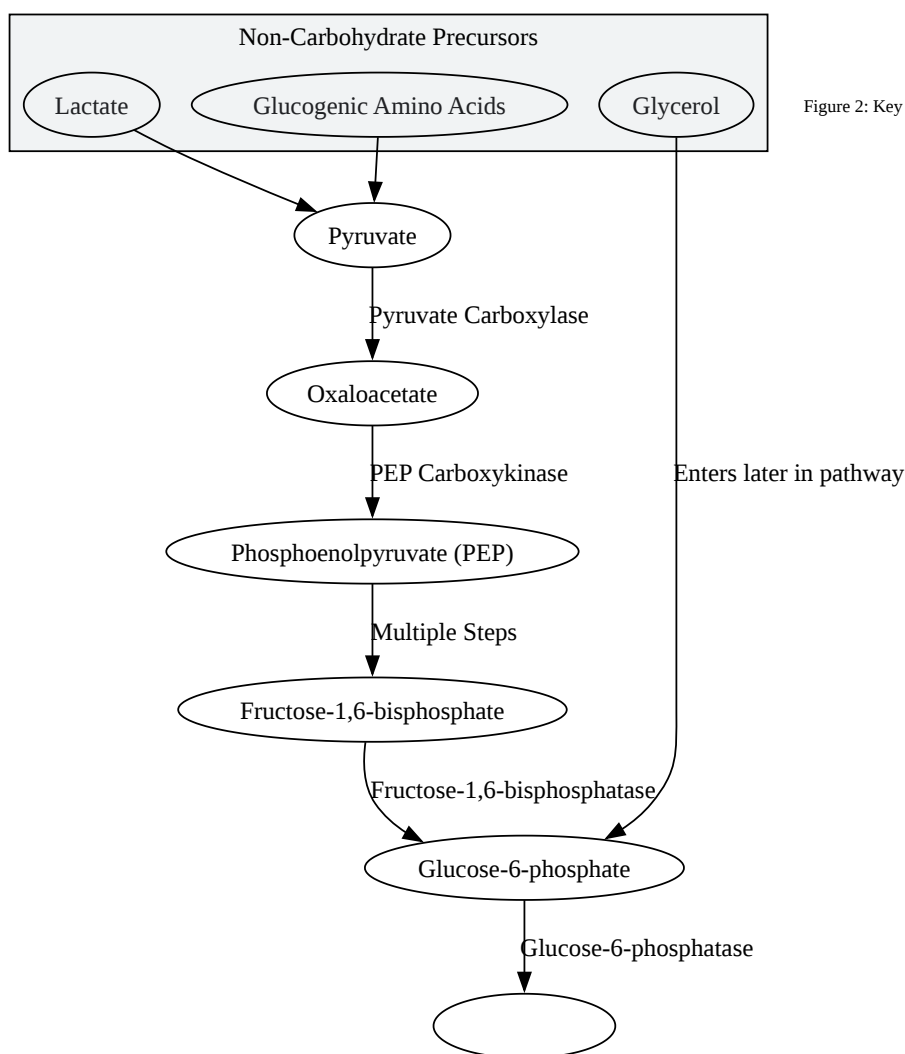 Non-Carbohydrate Precursors
Lactate
Glucogenic Amino Acids
Glycerol
Figure 2: Key
Pyruvate
Pyruvate Carboxylase
Oxaloacetate
PEP Carboxykinase
Enters later in pathway
Phosphoenolpyruvate (PEP)
Multiple Steps
Fructose-1,6-bisphosphate
Fructose-1,6-bisphosphatase
Glucose-6-phosphate
Glucose-6-phosphatase